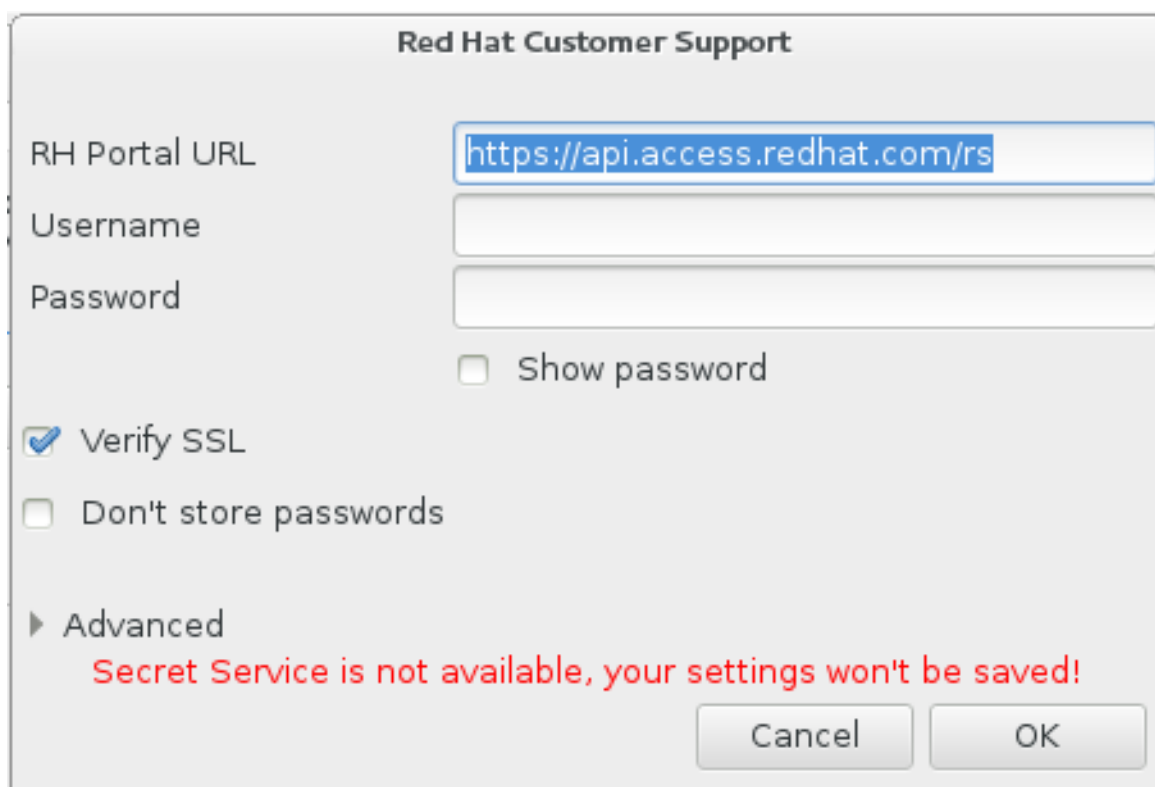 Red Hat Customer Support
RH Portal URL https://api.access.redhat.com/rs
Username
Password
Show password
Verify SSL
Don't store passwords
Advanced
Secret Service is not available, your settings won't be saved!
Cancel OK